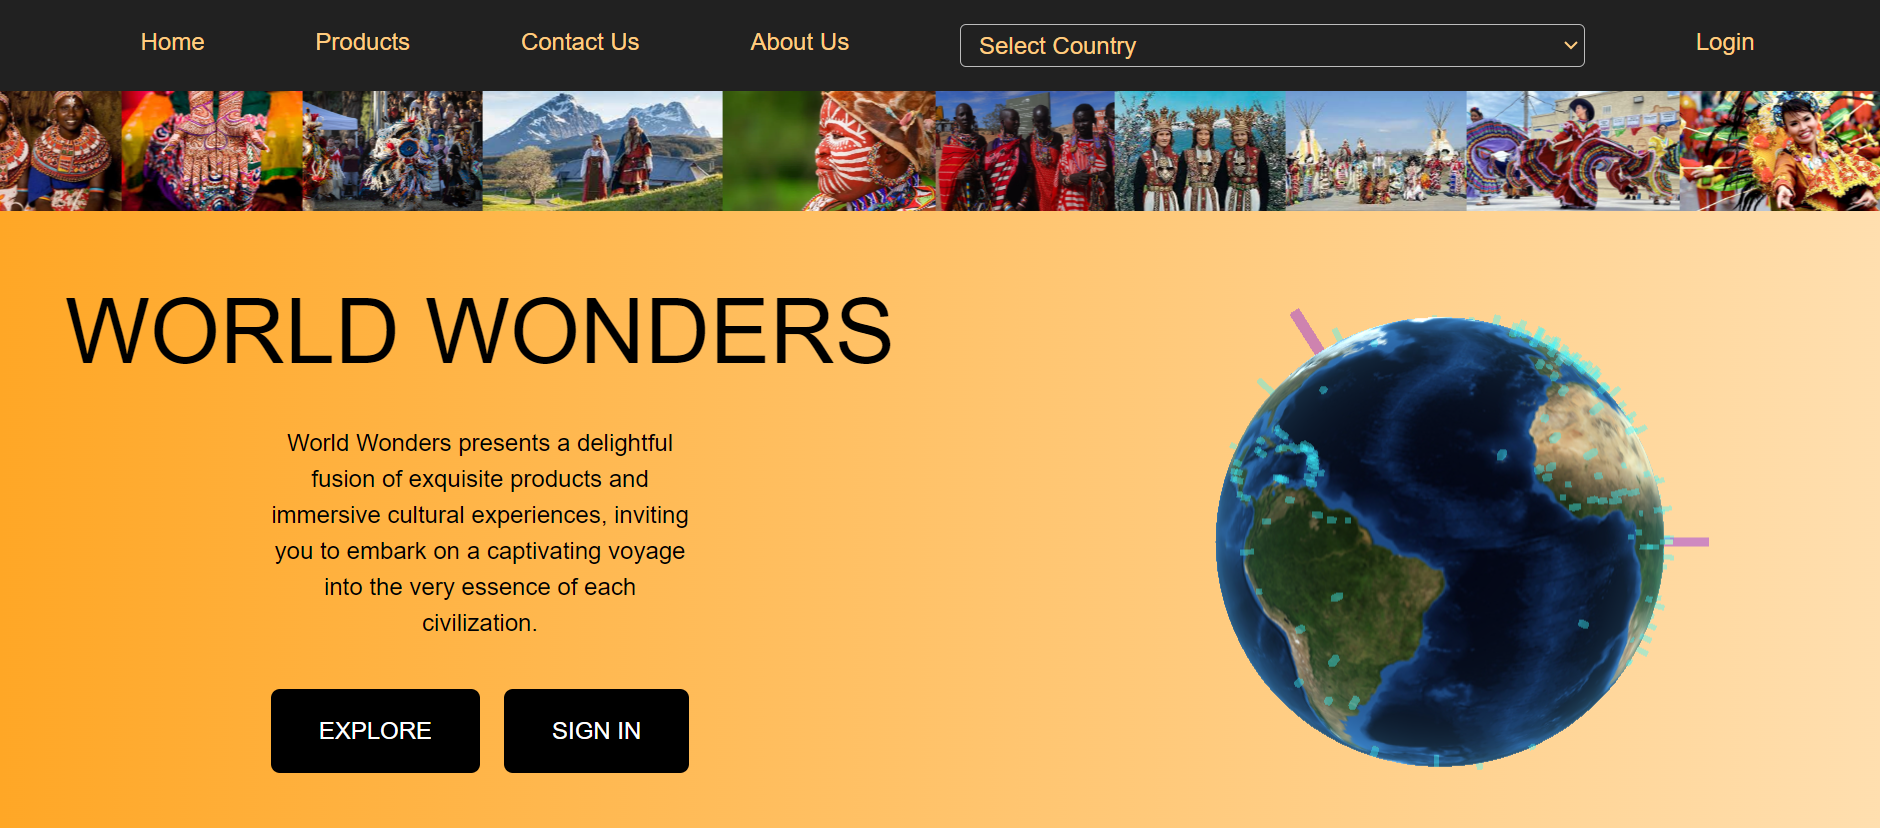 Home Products Contact Us About Us Select Country Login
WORLD WONDERS
World Wonders presents a delightful
fusion of exquisite products and
immersive cultural experiences, inviting
you to embark on a captivating voyage
into the very essence of each
civilization.
EXPLORE SIGN IN